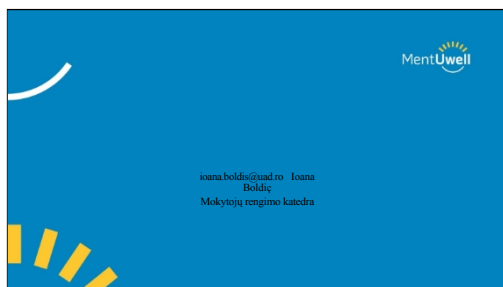 MentUwell
ioana.boldis@uad.ro Ioana
Boldiç
Mokytojų rengimo katedra